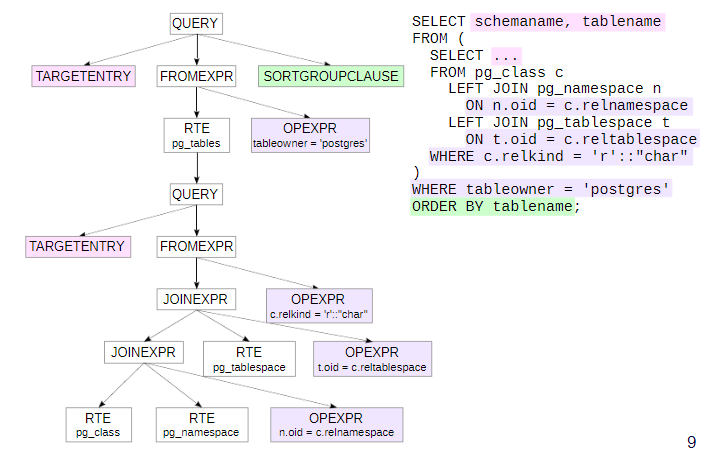 QUERY
TARGETENTRY
FROMEXPR
SORTGROUPCLAUSE
RTE
pg_tables
OPEXPR
tableowner = 'postgres'
QUERY
TARGETENTRY
FROMEXPR
JOINEXPR
OPEXPR
c.relkind = 'r'::"char"
JOINEXPR
RTE
pg_tablespace
OPEXPR
t.oid = c.reltablespace
RTE
pg_class
RTE
pg_namespace
OPEXPR
n.oid = c.relnamespace
SELECT schemaname, tablename
FROM (
SELECT ...
FROM pg_class c
LEFT JOIN pg_namespace n
ON n.oid = c.relnamespace
LEFT JOIN pg_tablespace t
ON t.oid = c.reltablespace
WHERE c.relkind = 'r'::"char"
)
WHERE tableowner = 'postgres'
ORDER BY tablename;
9